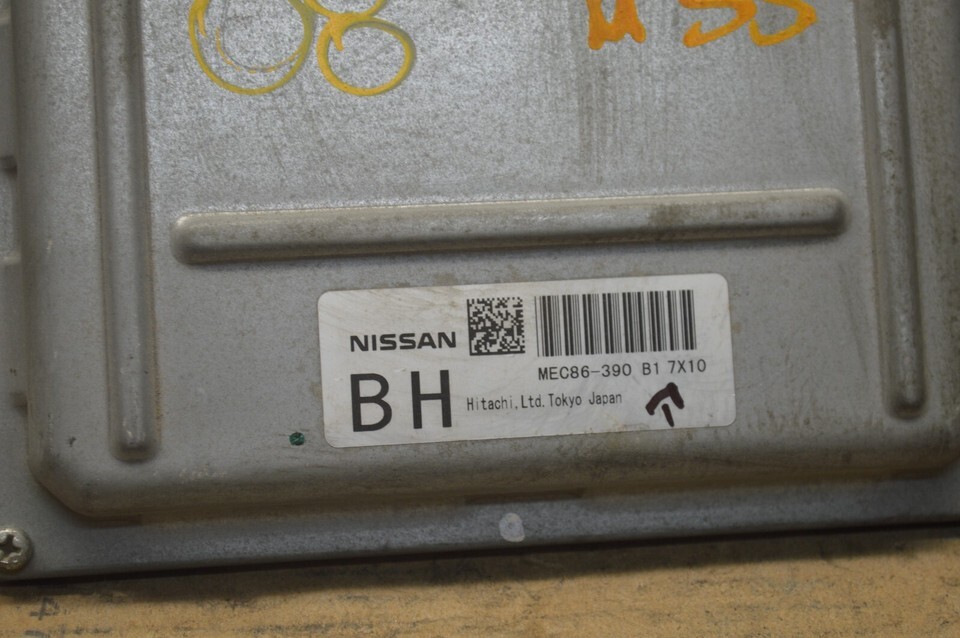 NISSAN
MEC86-390 B1 7X10
BH
Hitachi,Ltd.Tokyo Japan